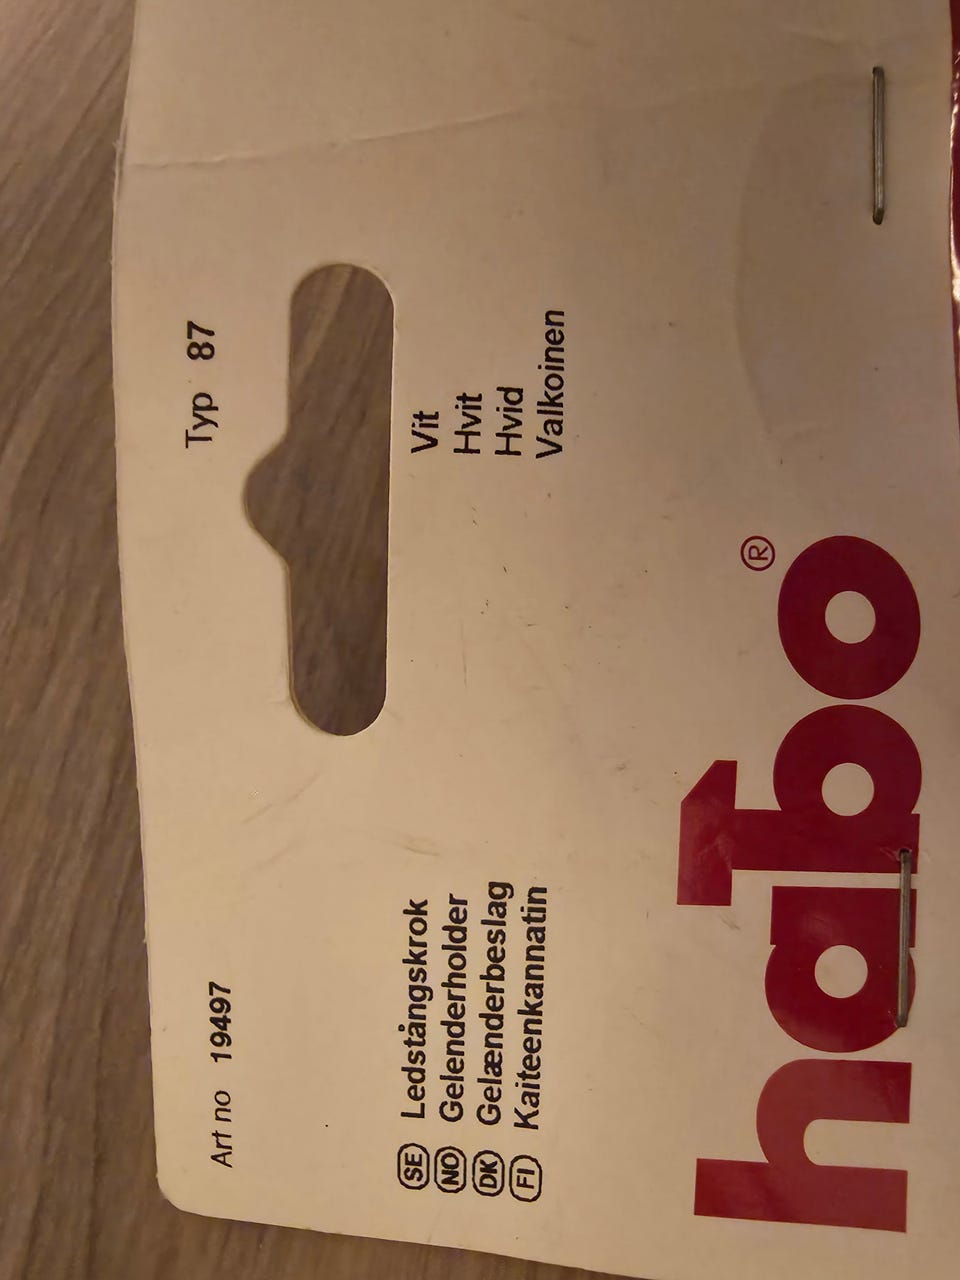 Art no 19497
Typ 87
SE Ledstångskrok
NO Gelenderholder
DK Gelænderbeslag
FI Kaiteenkannatin
Vit
Hvit
Hvid
Valkoinen
habo®